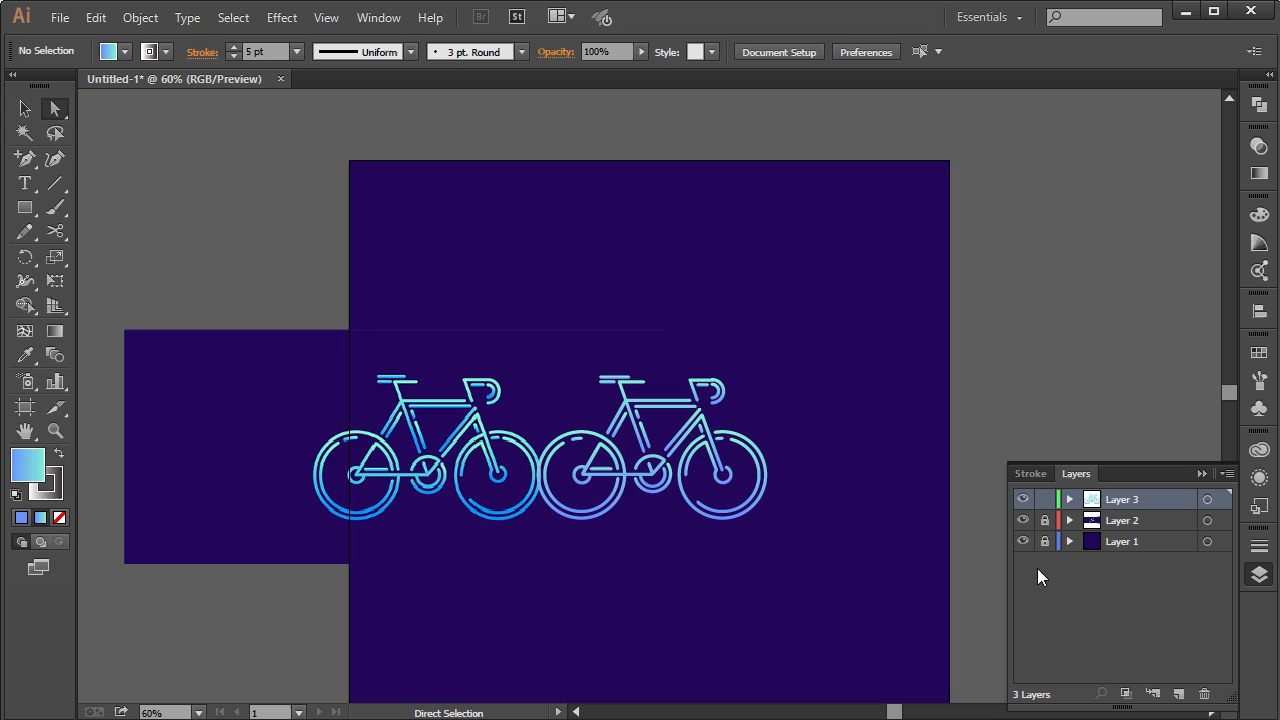 Ai File Edit Object Type Select Effect View Window Help Br St Essentials
No Selection Stroke: 5 pt Uniform 3 pt. Round Opacity: 100% Style: Document Setup Preferences
Untitled-1* @ 60% (RGB/Preview)
Stroke Layers
Layer 3
Layer 2
Layer 1
3 Layers
60% 1 Direct Selection